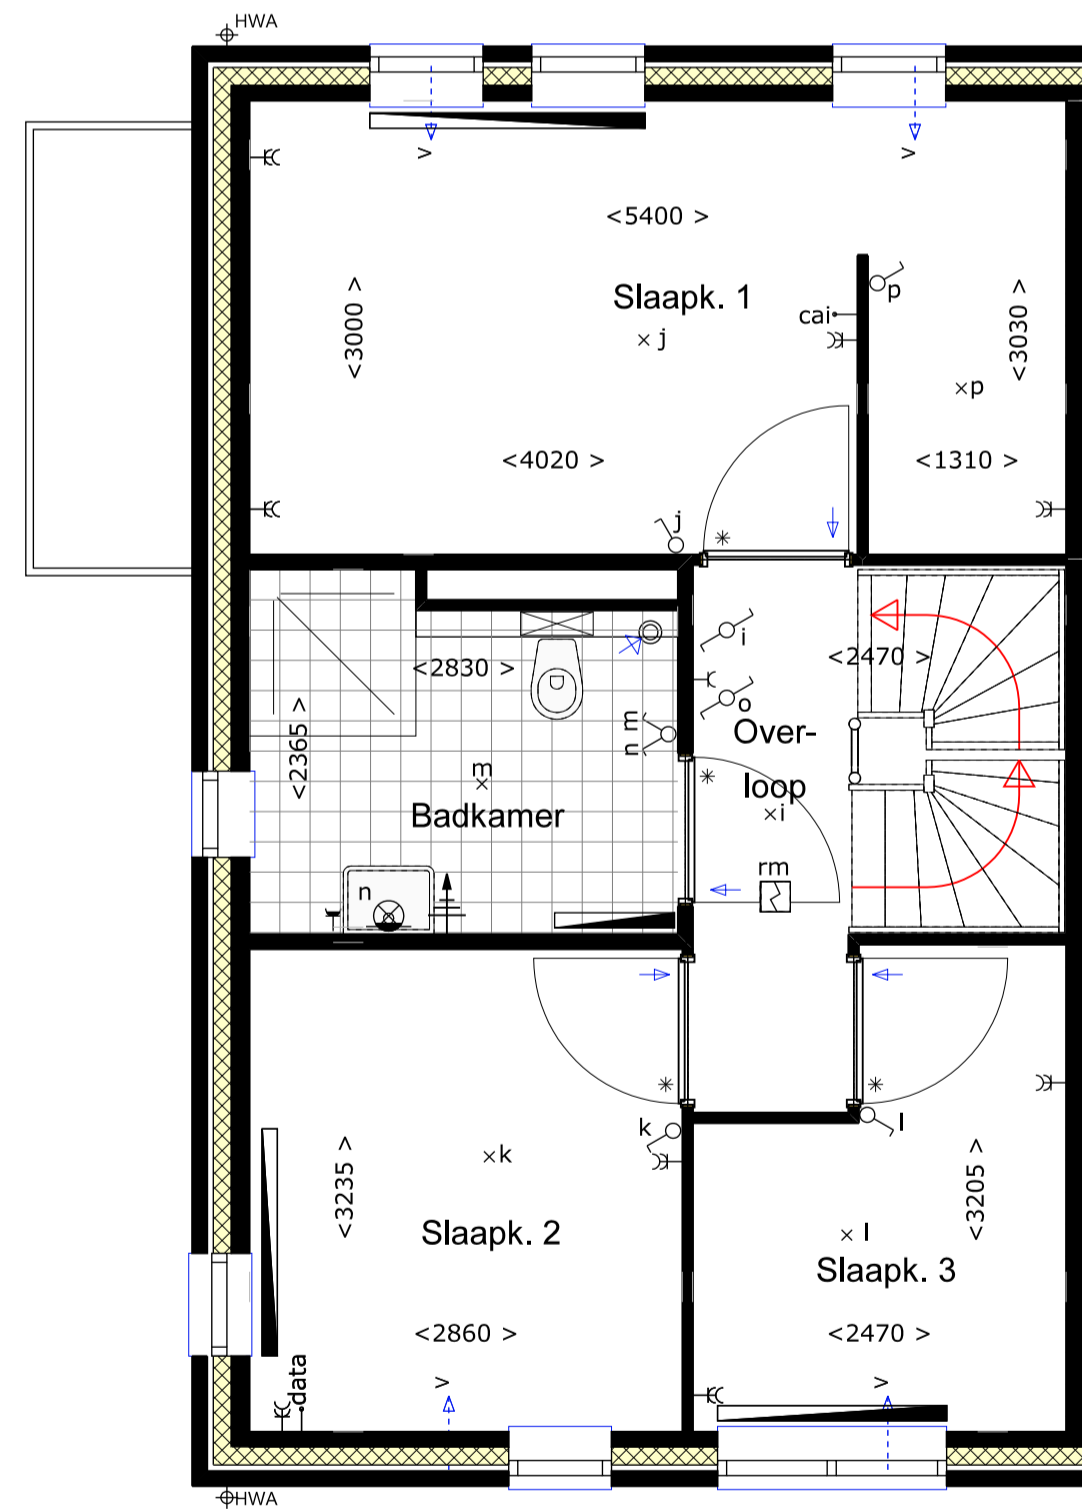 HWA
>
>
<5400 >
<3000 >
Slaapk. 1
j
cai
p
<3030 >
p
<4020 >
<1310 >
j
*
i
<2830 >
<2470 >
o
n m
Over-
loop
<2365 >
m
Badkamer
*
i
rm
n
*
*
k
l
k
<3235 >
<3205 >
Slaapk. 2
l
Slaapk. 3
<2860 >
<2470 >
data
>
>
HWA